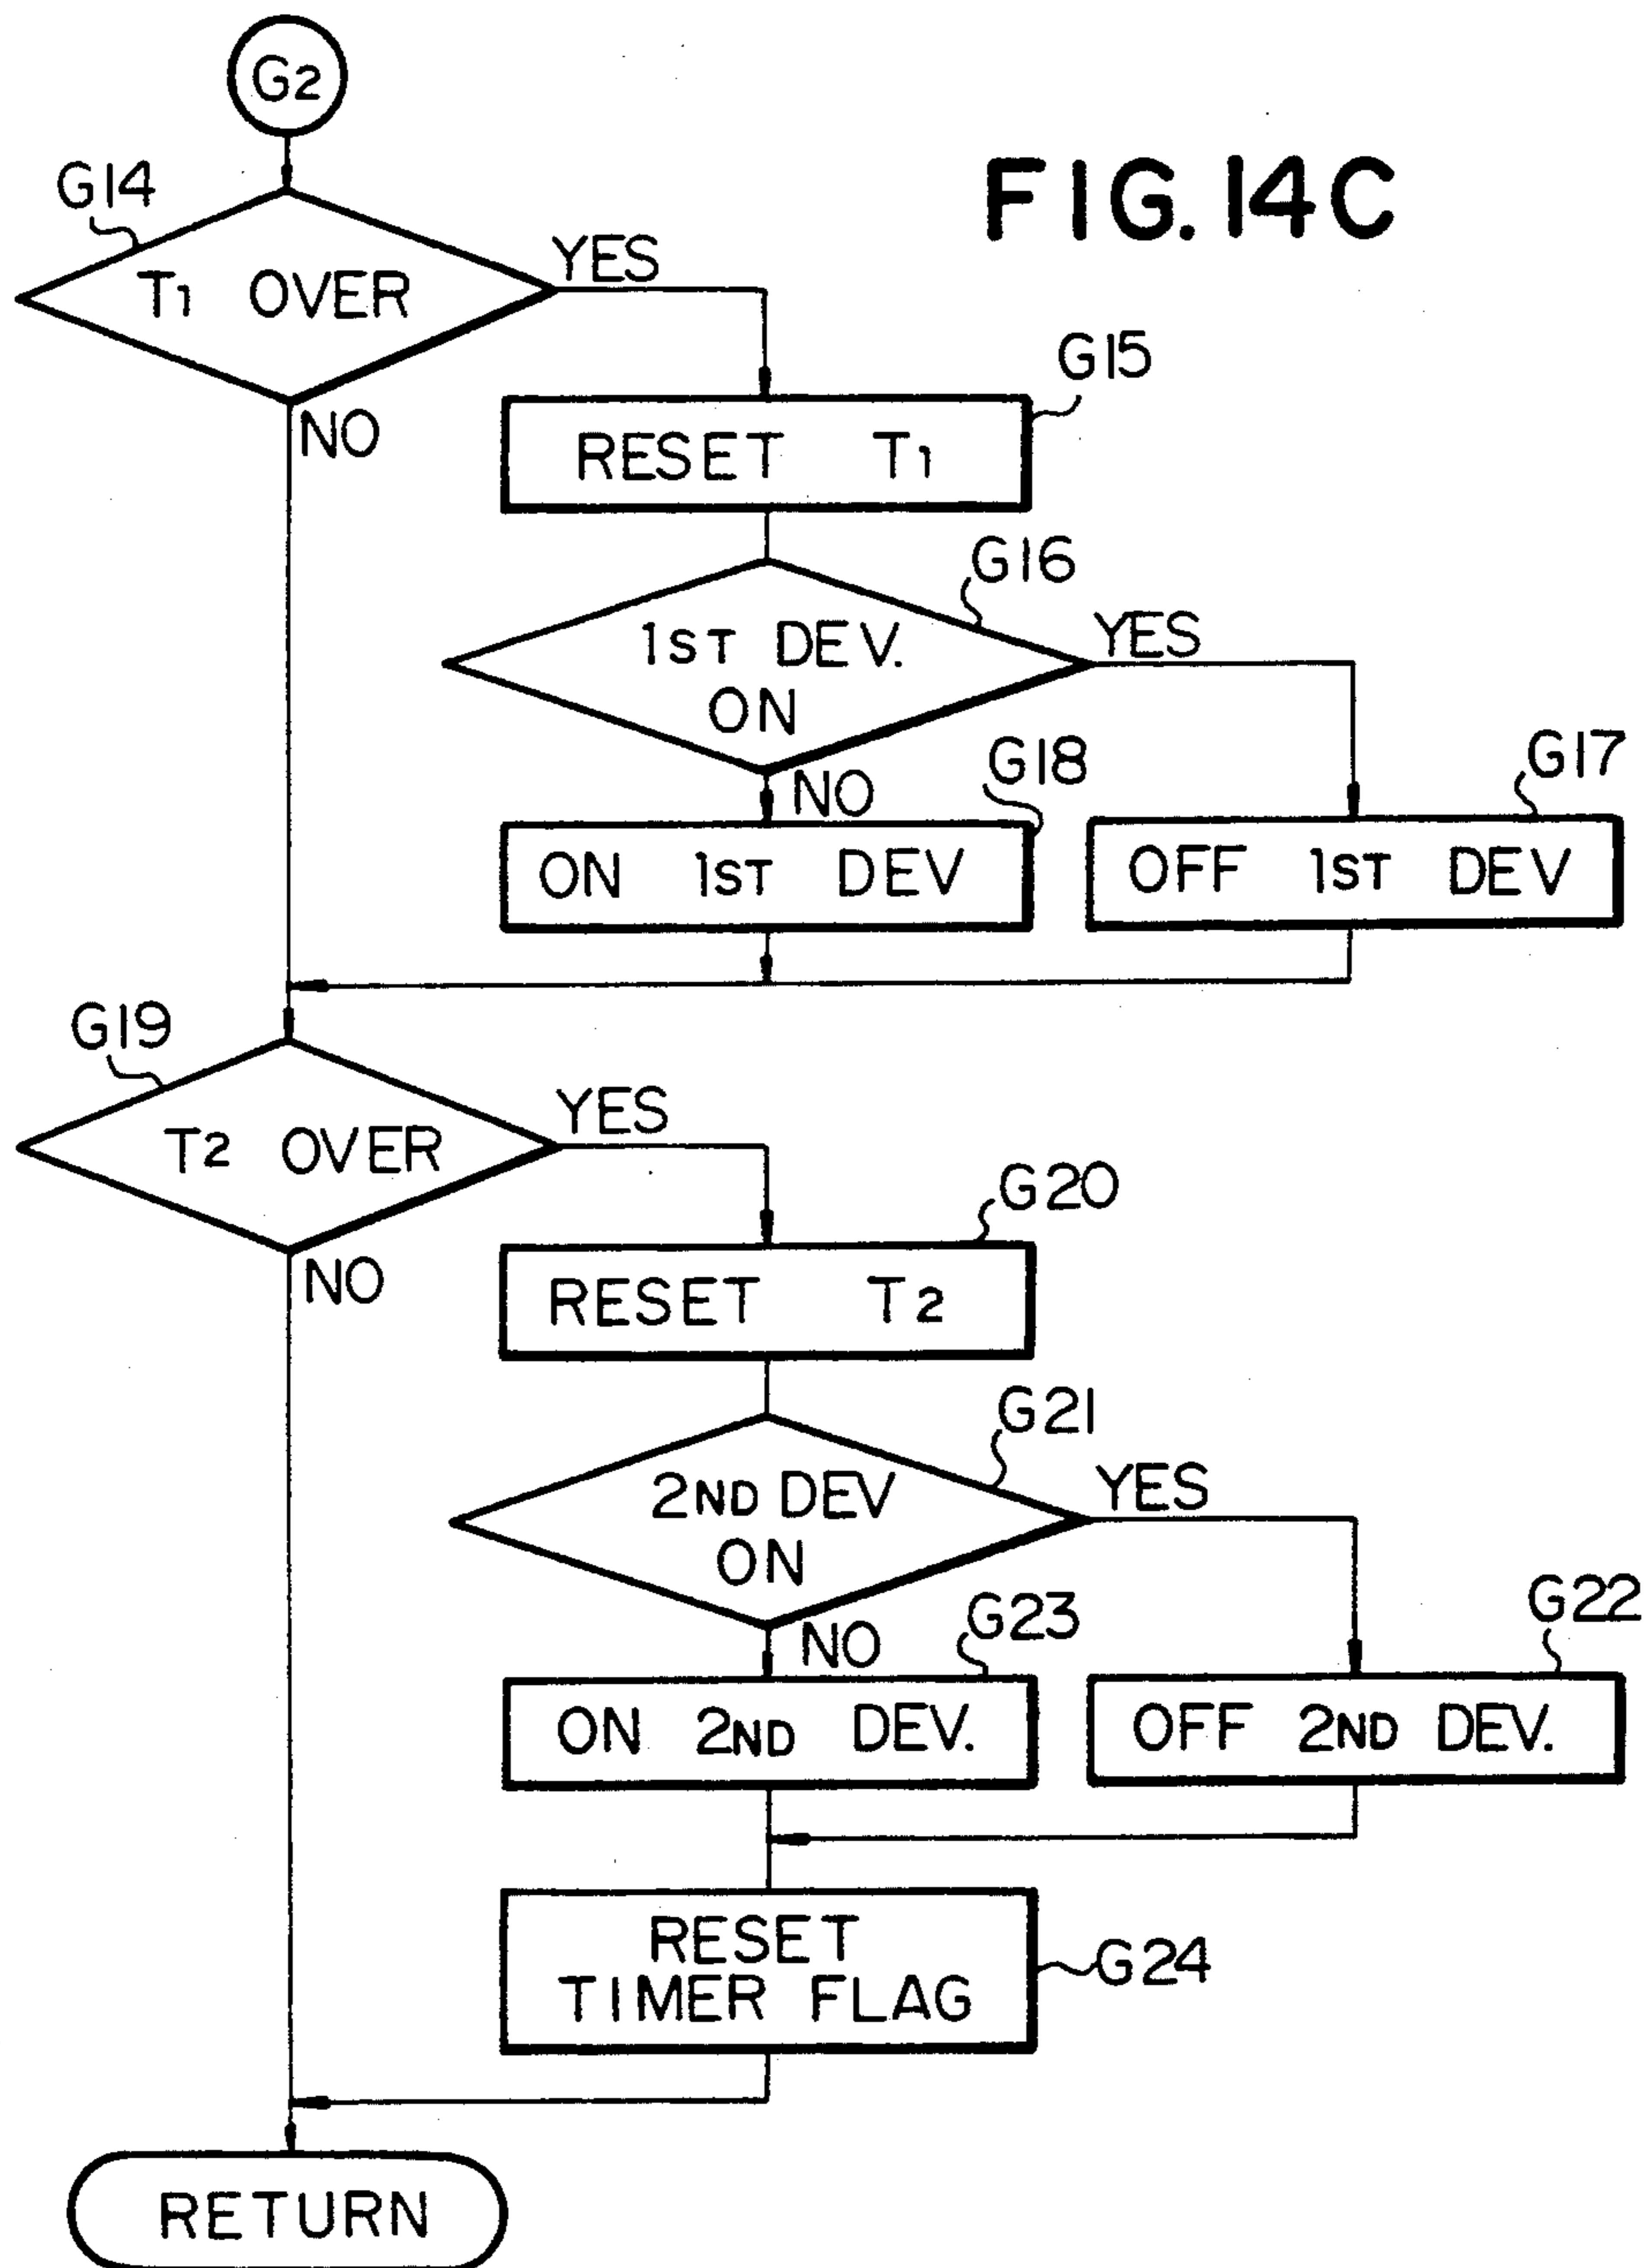 G2
FIG. 14C
G14
T1 OVER
YES
NO
G15
RESET T1
G16
1ST DEV.
ON
YES
NO
G18
G17
ON 1ST DEV
OFF 1ST DEV
G19
T2 OVER
YES
NO
G20
RESET T2
G21
2ND DEV
ON
YES
NO
G23
G22
ON 2ND DEV.
OFF 2ND DEV.
RESET
TIMER FLAG
G24
RETURN